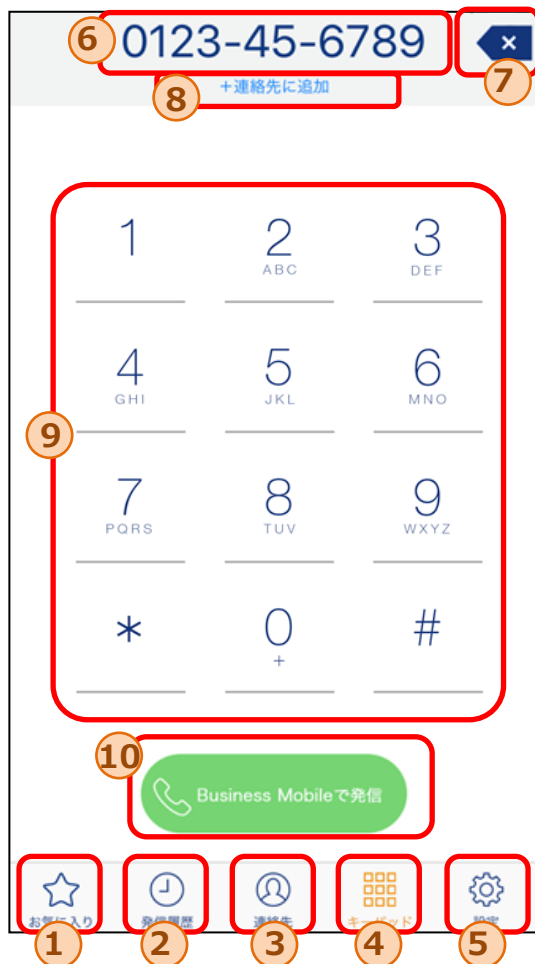 6 0123-45-6789
7
8 +連絡先に追加
1 2 3
ABC DEF
4 5 6
GHI JKL MNO
9
7 8 9
PQRS TUV WXYZ
* 0 #
+
10
Business Mobileで発信
お気に入り 発信履歴 連絡先 キーパッド 設定
1 2 3 4 5